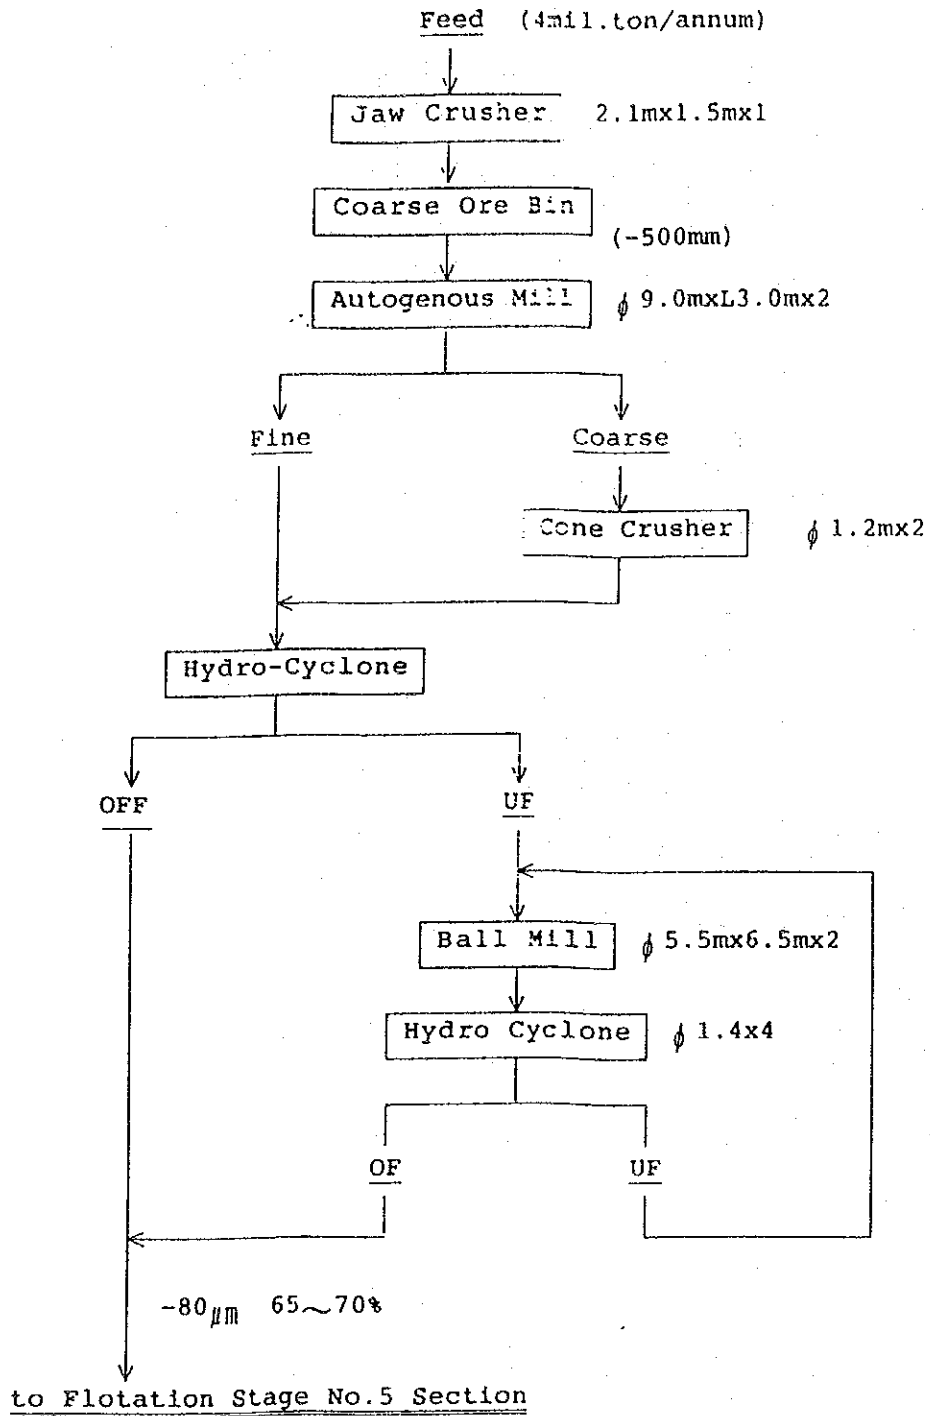 Feed (4mil.ton/annum)
Jaw Crusher 2.1mx1.5mx1
Coarse Ore Bin
(-500mm)
Autogenous Mill ϕ 9.0mxL3.0mx2
Fine Coarse
Cone Crusher ϕ 1.2mx2
Hydro-Cyclone
OFF UF
Ball Mill ϕ 5.5mx6.5mx2
Hydro Cyclone ϕ 1.4x4
OF UF
-80μm 65~70%
to Flotation Stage No.5 Section